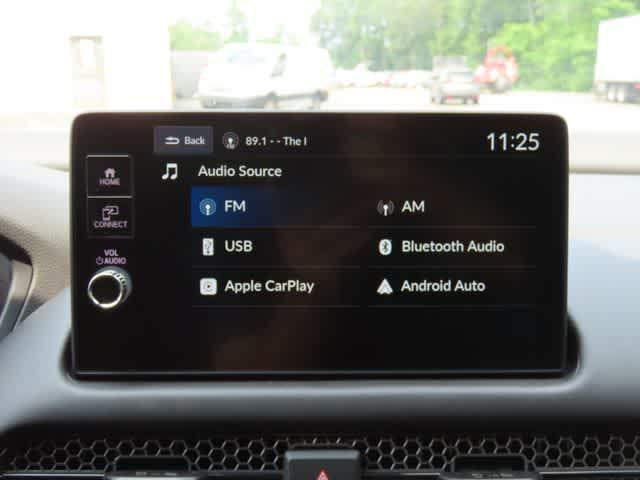 Back 89.1 - - The I 11:25
HOME
Audio Source
FM AM
CONNECT
USB Bluetooth Audio
VOL
AUDIO
Apple CarPlay Android Auto